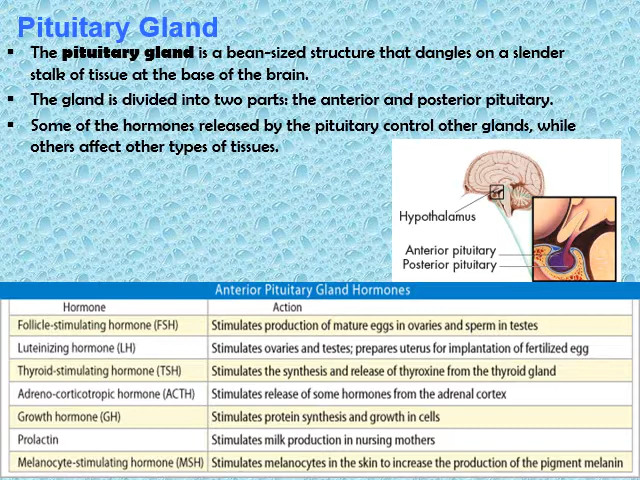 Pituitary Gland
▪ The pituitary gland is a bean-sized structure that dangles on a slender
stalk of tissue at the base of the brain.
▪ The gland is divided into two parts: the anterior and posterior pituitary.
▪ Some of the hormones released by the pituitary control other glands, while
others affect other types of tissues.
Hypothalamus
Anterior pituitary
Posterior pituitary
Anterior Pituitary Gland Hormones
Hormone Action
Follicle-stimulating hormone (FSH) Stimulates production of mature eggs in ovaries and sperm in testes
Luteinizing hormone (LH) Stimulates ovaries and testes; prepares uterus for implantation of fertilized egg
Thyroid-stimulating hormone (TSH) Stimulates the synthesis and release of thyroxine from the thyroid gland
Adreno-corticotropic hormone (ACTH) Stimulates release of some hormones from the adrenal cortex
Growth hormone (GH) Stimulates protein synthesis and growth in cells
Prolactin Stimulates milk production in nursing mothers
Melanocyte-stimulating hormone (MSH) Stimulates melanocytes in the skin to increase the production of the pigment melanin